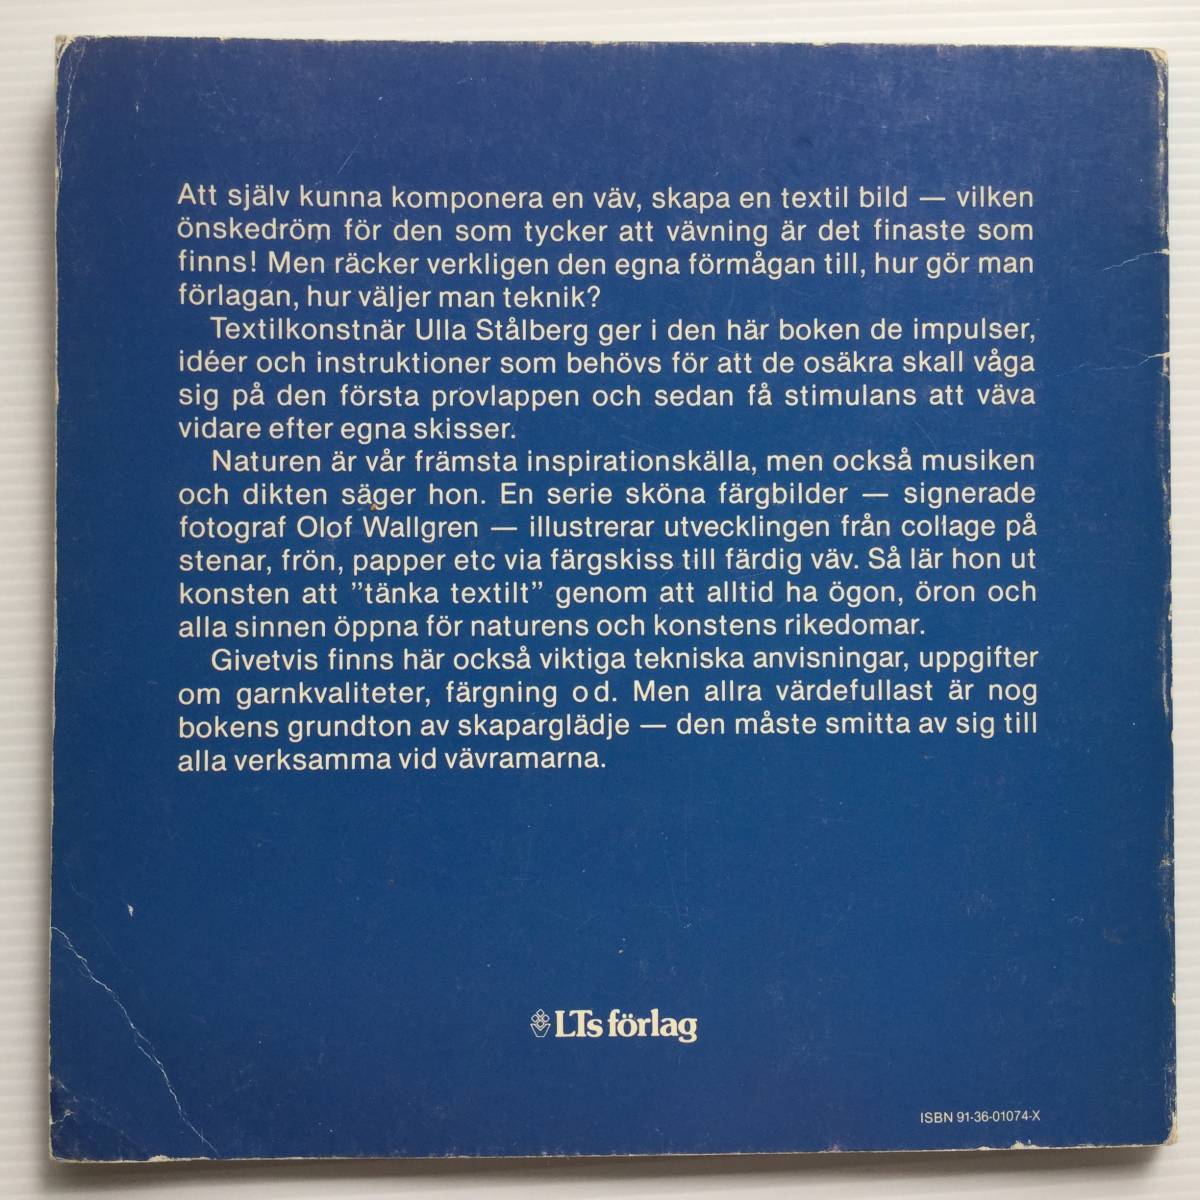 Att själv kunna komponera en väv, skapa en textil bild — vilken
önskedröm för den som tycker att vävning är det finaste som
finns! Men räcker verkligen den egna förmågan till, hur gör man
förlagan, hur väljer man teknik?
Textilkonstnär Ulla Stålberg ger i den här boken de impulser,
idéer och instruktioner som behövs för att de osäkra skall våga
sig på den första provlappen och sedan få stimulans att väva
vidare efter egna skisser.
Naturen är vår främsta inspirationskälla, men också musiken
och dikten säger hon. En serie sköna färgbilder — signerade
fotograf Olof Wallgren — illustrerar utvecklingen från collage på
stenar, frön, papper etc via färgskiss till färdig väv. Så lär hon ut
konsten att ”tänka textilt” genom att alltid ha ögon, öron och
alla sinnen öppna för naturens och konstens rikedomar.
Givetvis finns här också viktiga tekniska anvisningar, uppgifter
om garnkvaliteter, färgning o d. Men allra värdefullast är nog
bokens grundton av skaparglädje — den måste smitta av sig till
alla verksamma vid vävramarna.
LTs förlag
ISBN 91-36-01074-X